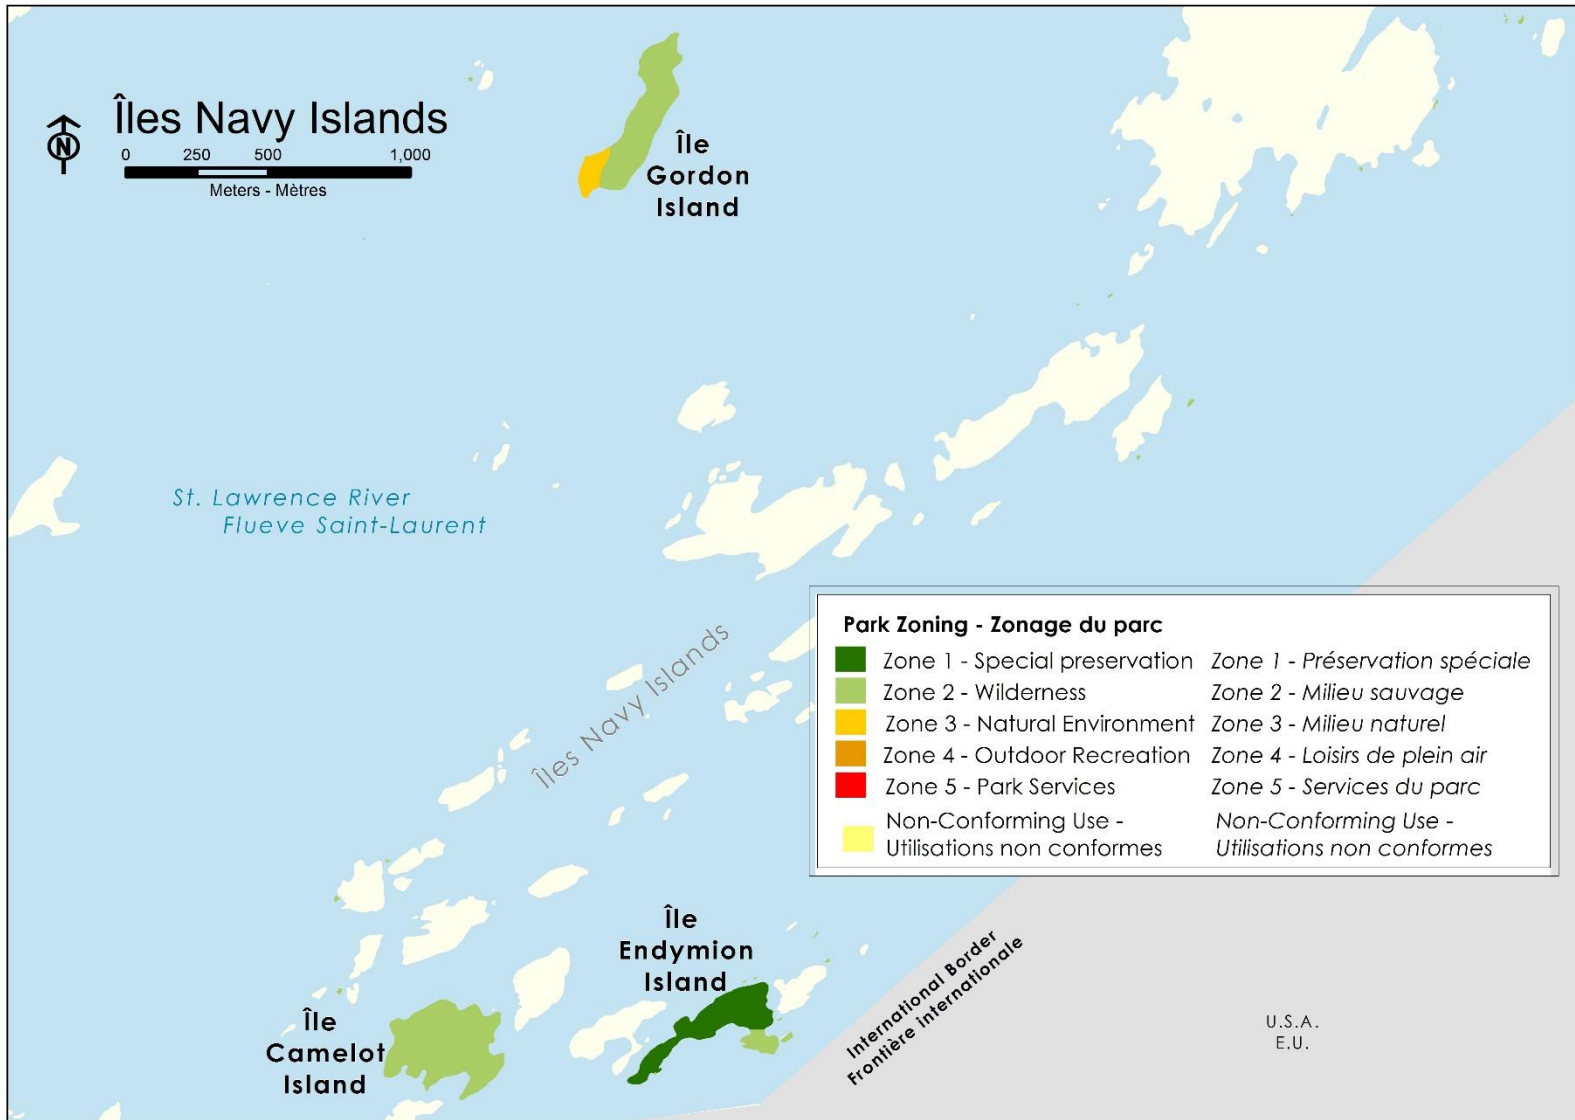 Îles Navy Islands
N
0 250 500 1,000
Meters - Mètres
Île
Gordon
Island
St. Lawrence River
Flueve Saint-Laurent
Îles Navy Islands
Park Zoning - Zonage du parc
Zone 1 - Special preservation Zone 1 - Préservation spéciale
Zone 2 - Wilderness Zone 2 - Milieu sauvage
Zone 3 - Natural Environment Zone 3 - Milieu naturel
Zone 4 - Outdoor Recreation Zone 4 - Loisirs de plein air
Zone 5 - Park Services Zone 5 - Services du parc
Non-Conforming Use - Non-Conforming Use -
Utilisations non conformes Utilisations non conformes
Île
Endymion
Island
Île
Camelot
Island
International Border
Frontière internationale
U.S.A.
E.U.